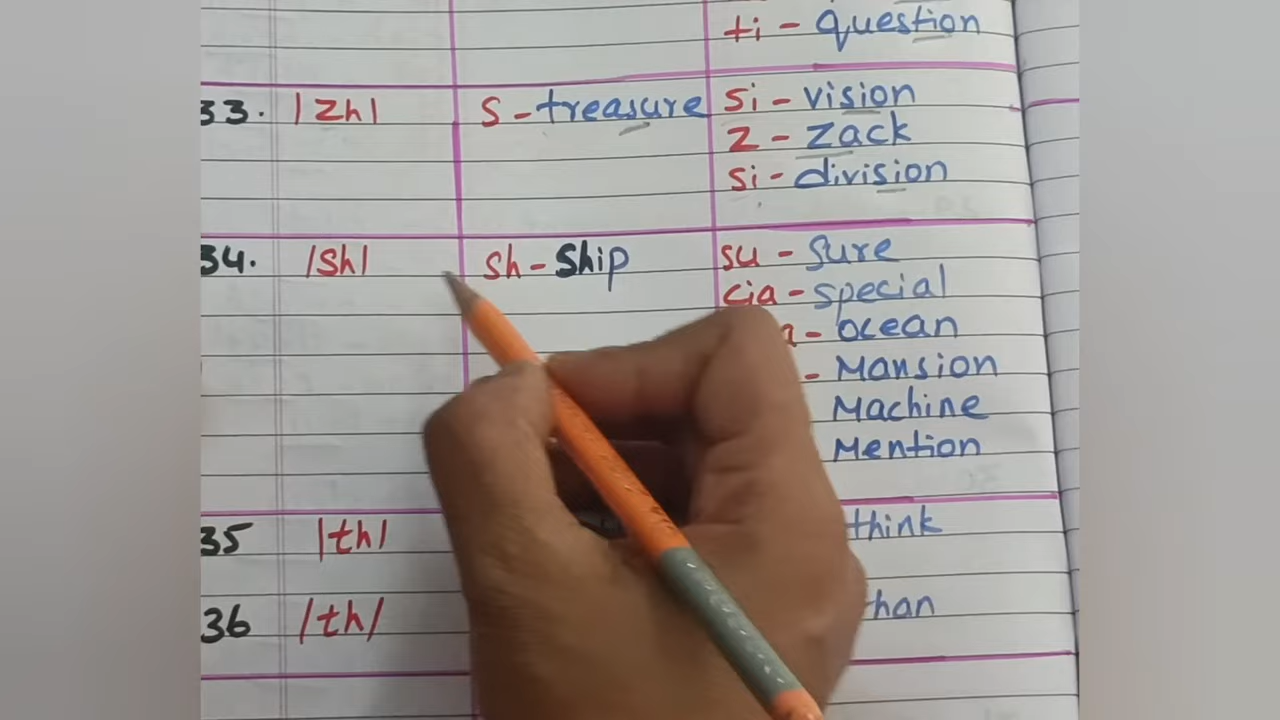 ti - question
33. |zh| s - treasure si - vision
z - zack
si - division
34. |sh| sh - ship su - sure
cia - special
- ocean
- Mansion
Machine
Mention
35 |th| think
36 /th/ han